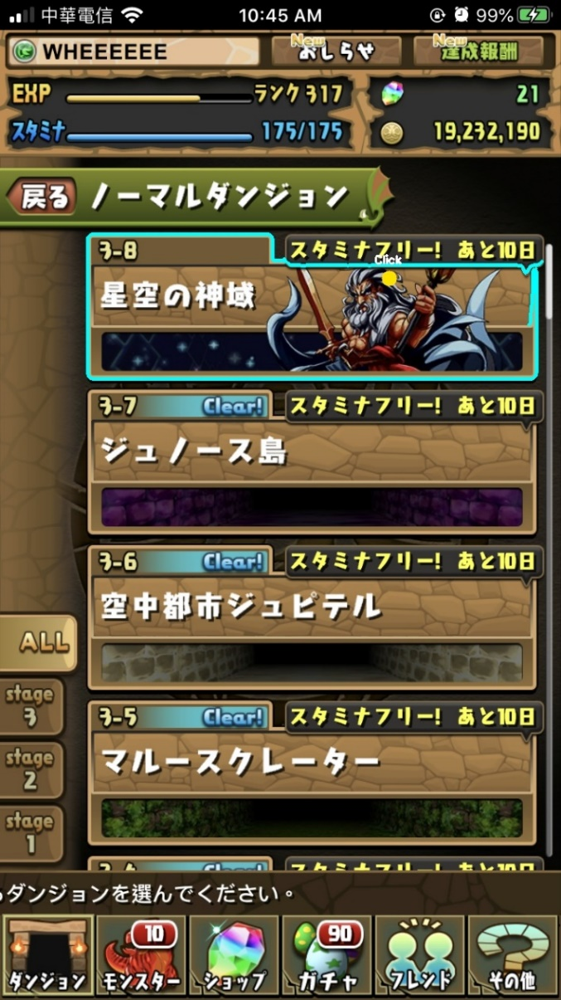 中華電信 10:45 AM 99%
WHEEEEEE New おしらせ New 達成報酬
EXP ランク 317 21
スタミナ 175/175 19,232,190
戻る ノーマルダンジョン
3-8 スタミナフリー! あと10日
Click
星空の神域
3-7 Clear! スタミナフリー! あと10日
ジュノース島
3-6 Clear! スタミナフリー! あと10日
空中都市ジュピテル
ALL
stage 3
3-5 Clear! スタミナフリー! あと10日
マルースクレーター
stage 2
stage 1
ダンジョンを選んでください。
10 90
ダンジョン モンスター ショップ ガチャ フレンド その他